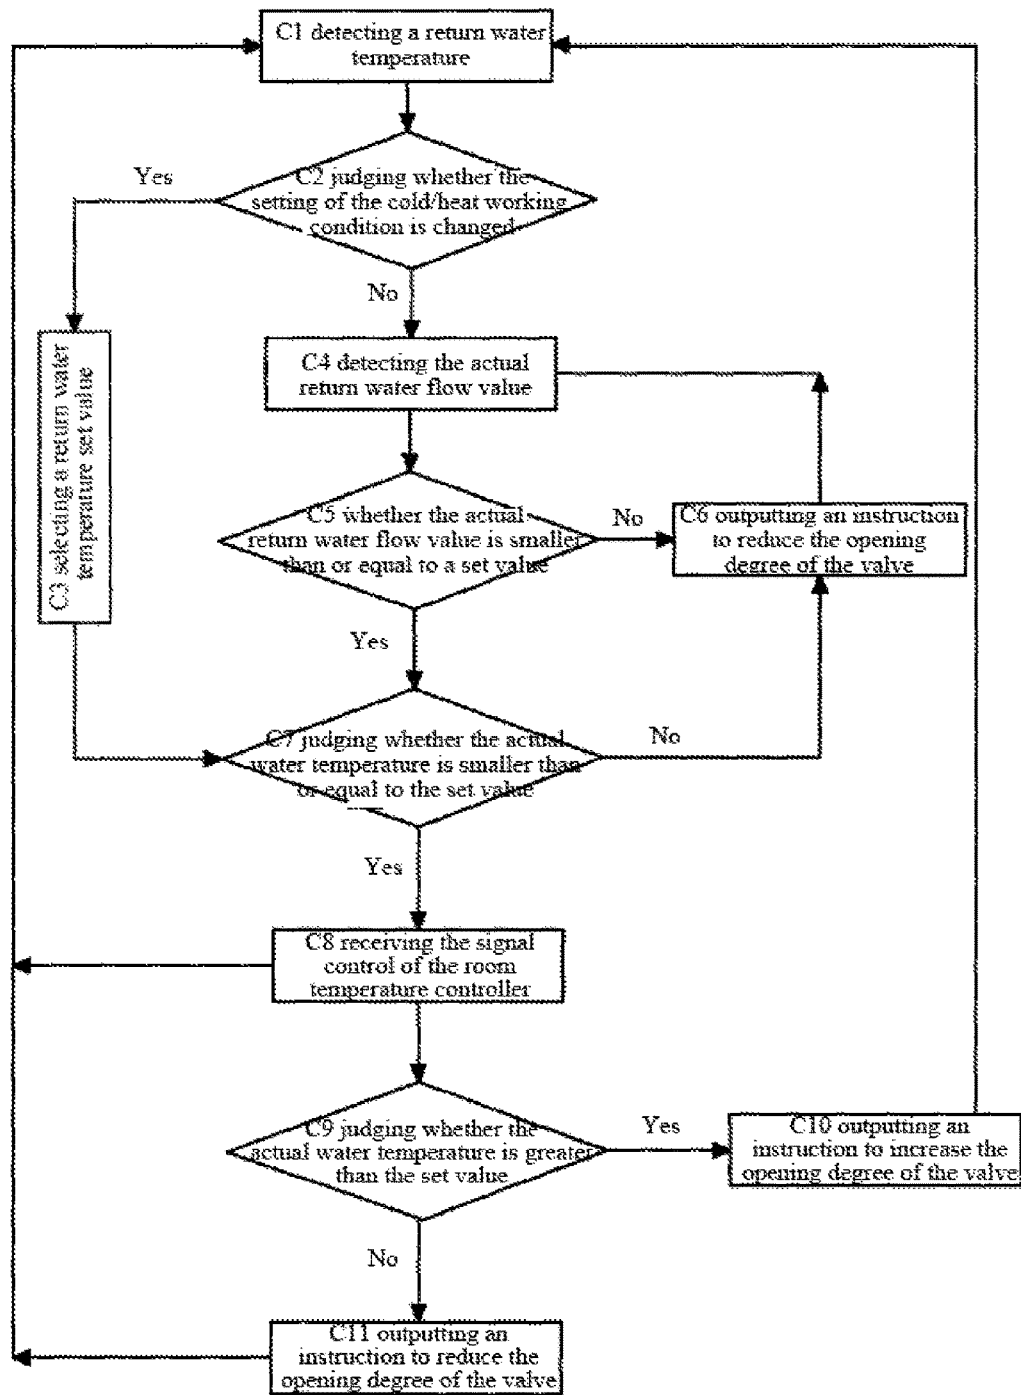 C1 detecting a return water
temperature
Yes
C2 judging whether the
setting of the cold/heat working
condition is changed
No
C3 selecting a return water
temperature set value
C4 detecting the actual
return water flow value
C5 whether the actual
return water flow value is smaller
than or equal to a set value
No
C6 outputting an instruction
to reduce the opening
degree of the valve
Yes
C7 judging whether the actual
water temperature is smaller than
or equal to the set value
No
Yes
C8 receiving the signal
control of the room
temperature controller
C9 judging whether the
actual water temperature is greater
than the set value
Yes
C10 outputting an
instruction to increase the
opening degree of the valve
No
C11 outputting an
instruction to reduce the
opening degree of the valve